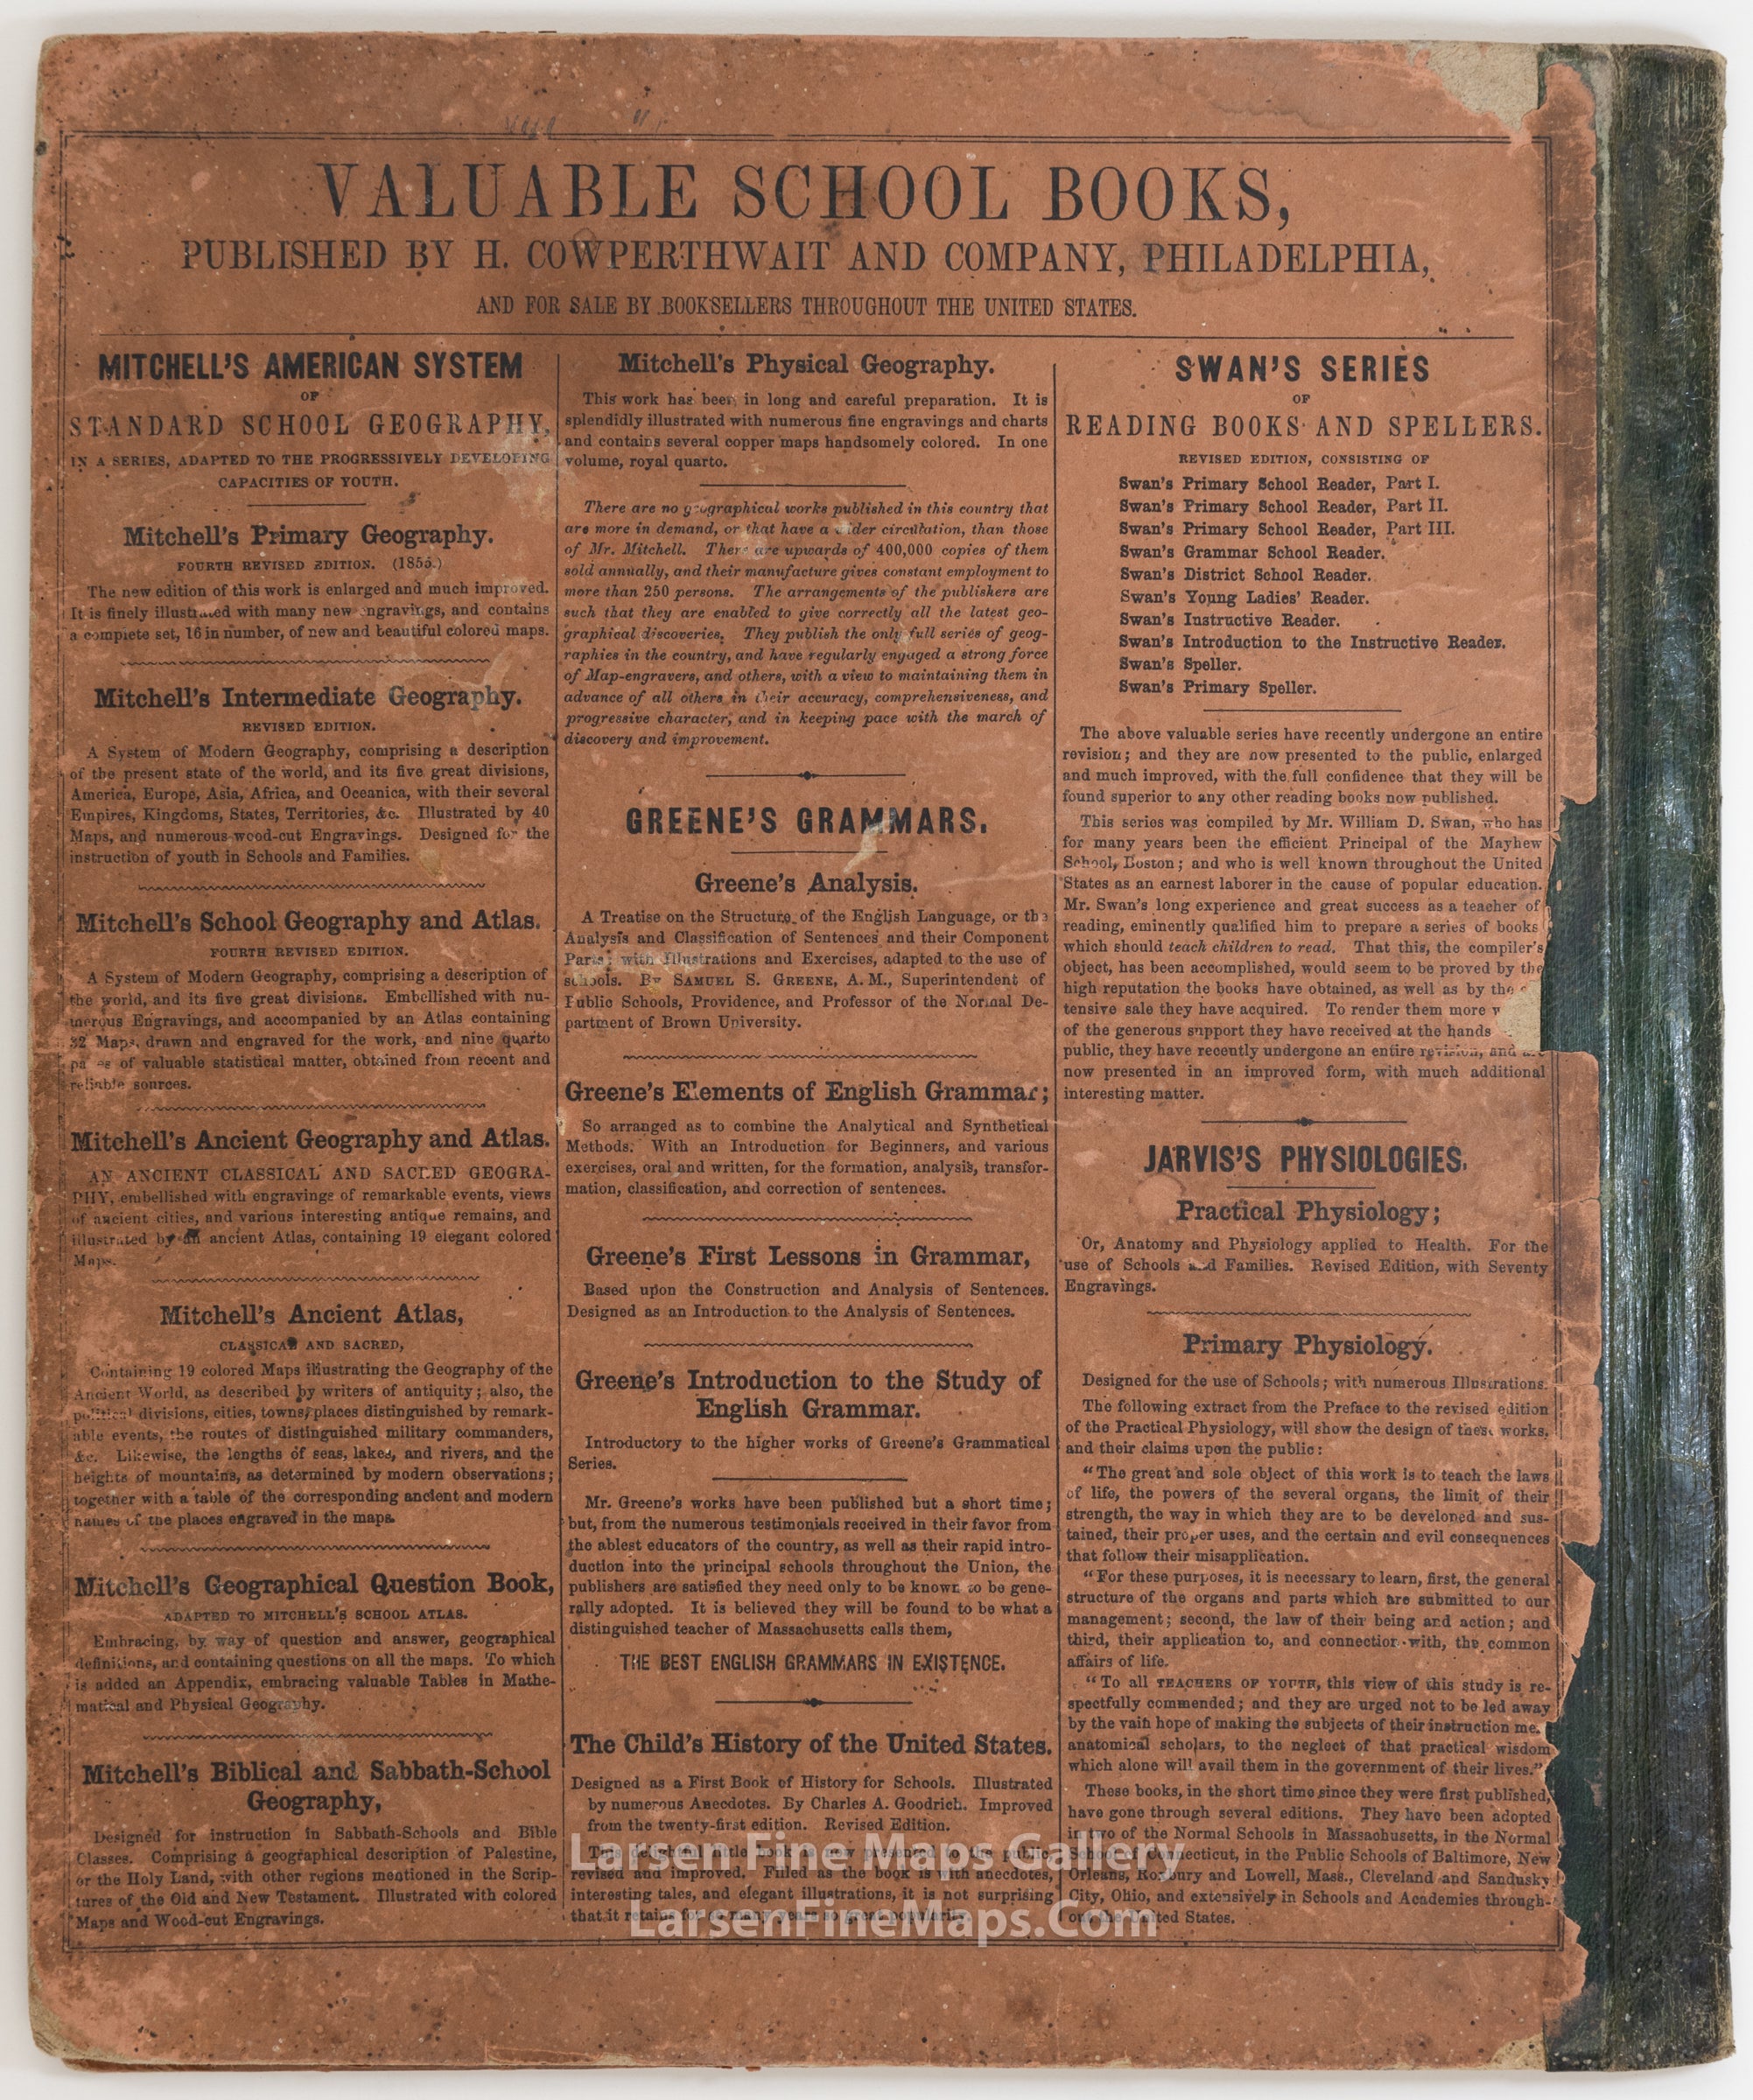 VALUABLE SCHOOL BOOKS,
PUBLISHED BY H. COWPERTHWAIT AND COMPANY, PHILADELPHIA,
AND FOR SALE BY BOOKSELLERS THROUGHOUT THE UNITED STATES.
MITCHELL'S AMERICAN SYSTEM
OF
STANDARD SCHOOL GEOGRAPHY,
IN A SERIES, ADAPTED TO THE PROGRESSIVELY DEVELOPING
CAPACITIES OF YOUTH.
Mitchell's Primary Geography.
FOURTH REVISED EDITION. (1855.)
The new edition of this work is enlarged and much improved.
It is finely illustrated with many new engravings, and contains
a complete set, 16 in number, of new and beautiful colored maps.
Mitchell's Intermediate Geography.
REVISED EDITION.
A System of Modern Geography, comprising a description
of the present state of the world, and its five great divisions,
America, Europe, Asia, Africa, and Oceanica, with their several
Empires, Kingdoms, States, Territories, &c. Illustrated by 40
Maps, and numerous wood-cut Engravings. Designed for the
instruction of youth in Schools and Families.
Mitchell's School Geography and Atlas.
FOURTH REVISED EDITION.
A System of Modern Geography, comprising a description of
the world, and its five great divisions. Embellished with nu-
merous Engravings, and accompanied by an Atlas containing
32 Maps, drawn and engraved for the work, and nine quarto
pages of valuable statistical matter, obtained from recent and
reliable sources.
Mitchell's Ancient Geography and Atlas.
AN ANCIENT CLASSICAL AND SACRED GEOGRA-
PHY, embellished with engravings of remarkable events, views
of ancient cities, and various interesting antique remains, and
illustrated by an ancient Atlas, containing 19 elegant colored
Maps.
Mitchell's Ancient Atlas,
CLASSICAL AND SACRED,
Containing 19 colored Maps illustrating the Geography of the
Ancient World, as described by writers of antiquity; also, the
political divisions, cities, towns, places distinguished by remark-
able events, the routes of distinguished military commanders,
&c. Likewise, the lengths of seas, lakes, and rivers, and the
heights of mountains, as determined by modern observations;
together with a table of the corresponding ancient and modern
names of the places engraved in the maps.
Mitchell's Geographical Question Book,
ADAPTED TO MITCHELL'S SCHOOL ATLAS.
Embracing, by way of question and answer, geographical
definitions, and containing questions on all the maps. To which
is added an Appendix, embracing valuable Tables in Mathe-
matical and Physical Geography.
Mitchell's Biblical and Sabbath-School
Geography,
Designed for instruction in Sabbath-Schools and Bible
Classes. Comprising a geographical description of Palestine,
or the Holy Land, with other regions mentioned in the Scrip-
tures of the Old and New Testament. Illustrated with colored
Maps and Wood-cut Engravings.
Mitchell's Physical Geography.
This work has been in long and careful preparation. It is
splendidly illustrated with numerous fine engravings and charts
and contains several copper maps handsomely colored. In one
volume, royal quarto.
There are no geographical works published in this country that
are more in demand, or that have a wider circulation, than those
of Mr. Mitchell. There are upwards of 400,000 copies of them
sold annually, and their manufacture gives constant employment to
more than 250 persons. The arrangements of the publishers are
such that they are enabled to give correctly all the latest geo-
graphical discoveries. They publish the only full series of geog-
raphies in the country, and have regularly engaged a strong force
of Map-engravers, and others, with a view to maintaining them in
advance of all others in their accuracy, comprehensiveness, and
progressive character, and in keeping pace with the march of
discovery and improvement.
GREENE'S GRAMMARS.
Greene's Analysis.
A Treatise on the Structure of the English Language, or the
Analysis and Classification of Sentences and their Component
Parts; with Illustrations and Exercises, adapted to the use of
schools. By SAMUEL S. GREENE, A. M., Superintendent of
Public Schools, Providence, and Professor of the Normal De-
partment of Brown University.
Greene's Elements of English Grammar;
So arranged as to combine the Analytical and Synthetical
Methods. With an Introduction for Beginners, and various
exercises, oral and written, for the formation, analysis, transfor-
mation, classification, and correction of sentences.
Greene's First Lessons in Grammar,
Based upon the Construction and Analysis of Sentences.
Designed as an Introduction to the Analysis of Sentences.
Greene's Introduction to the Study of
English Grammar.
Introductory to the higher works of Greene's Grammatical
Series.
Mr. Greene's works have been published but a short time;
but, from the numerous testimonials received in their favor from
the ablest educators of the country, as well as their rapid intro-
duction into the principal schools throughout the Union, the
publishers are satisfied they need only to be known to be gene-
rally adopted. It is believed they will be found to be what a
distinguished teacher of Massachusetts calls them,
THE BEST ENGLISH GRAMMARS IN EXISTENCE.
The Child's History of the United States.
Designed as a First Book of History for Schools. Illustrated
by numerous Anecdotes. By Charles A. Goodrich. Improved
from the twenty-first edition. Revised Edition.
This delightful little book is now presented to the public,
revised and improved. Filled as the book is with anecdotes,
interesting tales, and elegant illustrations, it is not surprising
that it retains for so many years so great popularity.
SWAN'S SERIES
OF
READING BOOKS AND SPELLERS.
REVISED EDITION, CONSISTING OF
Swan's Primary School Reader, Part I.
Swan's Primary School Reader, Part II.
Swan's Primary School Reader, Part III.
Swan's Grammar School Reader.
Swan's District School Reader.
Swan's Young Ladies' Reader.
Swan's Instructive Reader.
Swan's Introduction to the Instructive Reader.
Swan's Speller.
Swan's Primary Speller.
The above valuable series have recently undergone an entire
revision; and they are now presented to the public, enlarged
and much improved, with the full confidence that they will be
found superior to any other reading books now published.
This series was compiled by Mr. William D. Swan, who has
for many years been the efficient Principal of the Mayhew
School, Boston; and who is well known throughout the United
States as an earnest laborer in the cause of popular education.
Mr. Swan's long experience and great success as a teacher of
reading, eminently qualified him to prepare a series of books
which should teach children to read. That this, the compiler's
object, has been accomplished, would seem to be proved by the
high reputation the books have obtained, as well as by the
tensive sale they have acquired. To render them more
of the generous support they have received at the hands
public, they have recently undergone an entire revision, and are
now presented in an improved form, with much additional
interesting matter.
JARVIS'S PHYSIOLOGIES.
Practical Physiology;
Or, Anatomy and Physiology applied to Health. For the
use of Schools and Families. Revised Edition, with Seventy
Engravings.
Primary Physiology.
Designed for the use of Schools; with numerous Illustrations.
The following extract from the Preface to the revised edition
of the Practical Physiology, will show the design of these works,
and their claims upon the public:
"The great and sole object of this work is to teach the laws
of life, the powers of the several organs, the limit of their
strength, the way in which they are to be developed and sus-
tained, their proper uses, and the certain and evil consequences
that follow their misapplication.
"For these purposes, it is necessary to learn, first, the general
structure of the organs and parts which are submitted to our
management; second, the law of their being and action; and
third, their application to, and connection with, the common
affairs of life.
"To all TEACHERS OF YOUTH, this view of this study is re-
spectfully commended; and they are urged not to be led away
by the vain hope of making the subjects of their instruction me.
anatomical scholars, to the neglect of that practical wisdom
which alone will avail them in the government of their lives."
These books, in the short time since they were first published,
have gone through several editions. They have been adopted
in two of the Normal Schools in Massachusetts, in the Normal
School of Connecticut, in the Public Schools of Baltimore, New
Orleans, Roxbury and Lowell, Mass., Cleveland and Sandusky
City, Ohio, and extensively in Schools and Academies through-
out the United States.
Larsen Fine Maps Gallery
LarsenFineMaps.Com